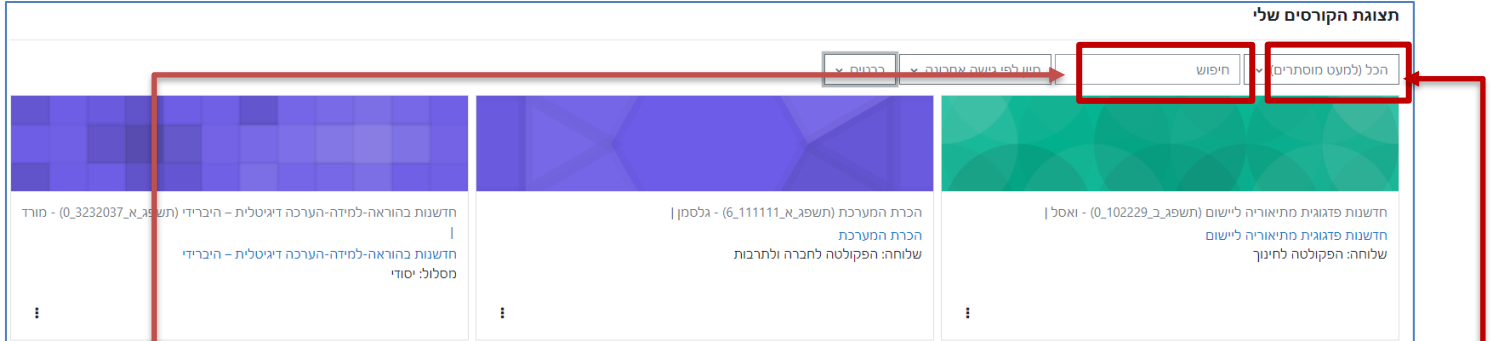 תצוגת הקורסים שלי
הכל (למעט מוסתרים)
חיפוש
מיון לפי גישה אחרונה
כרטיס
חדשנות פדגוגית מתיאוריה ליישום (תשפג_ב_102229_0) - ואסל |
חדשנות פדגוגית מתיאוריה ליישום
שלוחה: הפקולטה לחינוך
הכרת המערכת (תשפג_א_111111_6) - גלסמן |
הכרת המערכת
שלוחה: הפקולטה לחברה ולתרבות
חדשנות בהוראה-למידה-הערכה דיגיטלית – היברידי (תשפג_א_3232037_0) - מורד
|
חדשנות בהוראה-למידה-הערכה דיגיטלית – היברידי
מסלול: יסודי